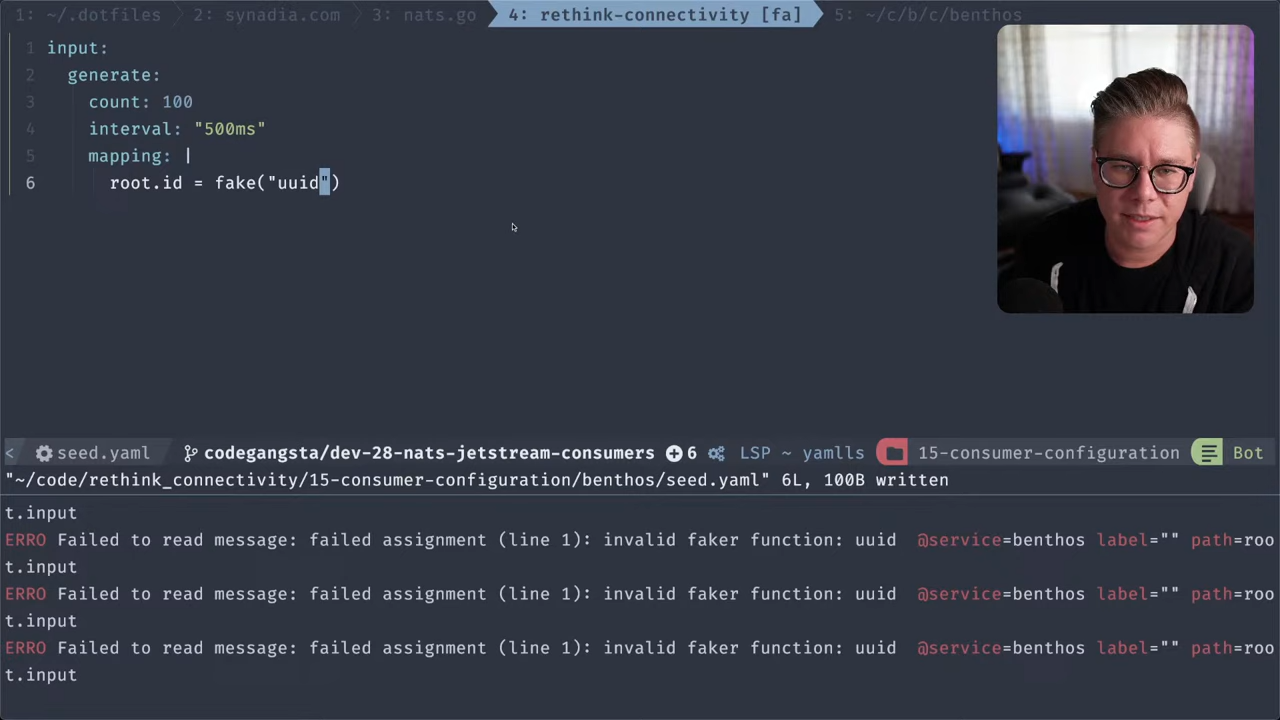 1: ~/.dotfiles 2: synadia.com 3: nats.go 4: rethink-connectivity [fa] 5: ~/c/b/c/benthos
1 input:
2 generate:
3 count: 100
4 interval: "500ms"
5 mapping: |
6 root.id = fake("uuid")
< seed.yaml codegangsta/dev-28-nats-jetstream-consumers 6 LSP ~ yamlls 15-consumer-configuration Bot
"~/code/rethink_connectivity/15-consumer-configuration/benthos/seed.yaml" 6L, 100B written
t.input
ERRO Failed to read message: failed assignment (line 1): invalid faker function: uuid @service=benthos label="" path=roo
t.input
ERRO Failed to read message: failed assignment (line 1): invalid faker function: uuid @service=benthos label="" path=roo
t.input
ERRO Failed to read message: failed assignment (line 1): invalid faker function: uuid @service=benthos label="" path=roo
t.input